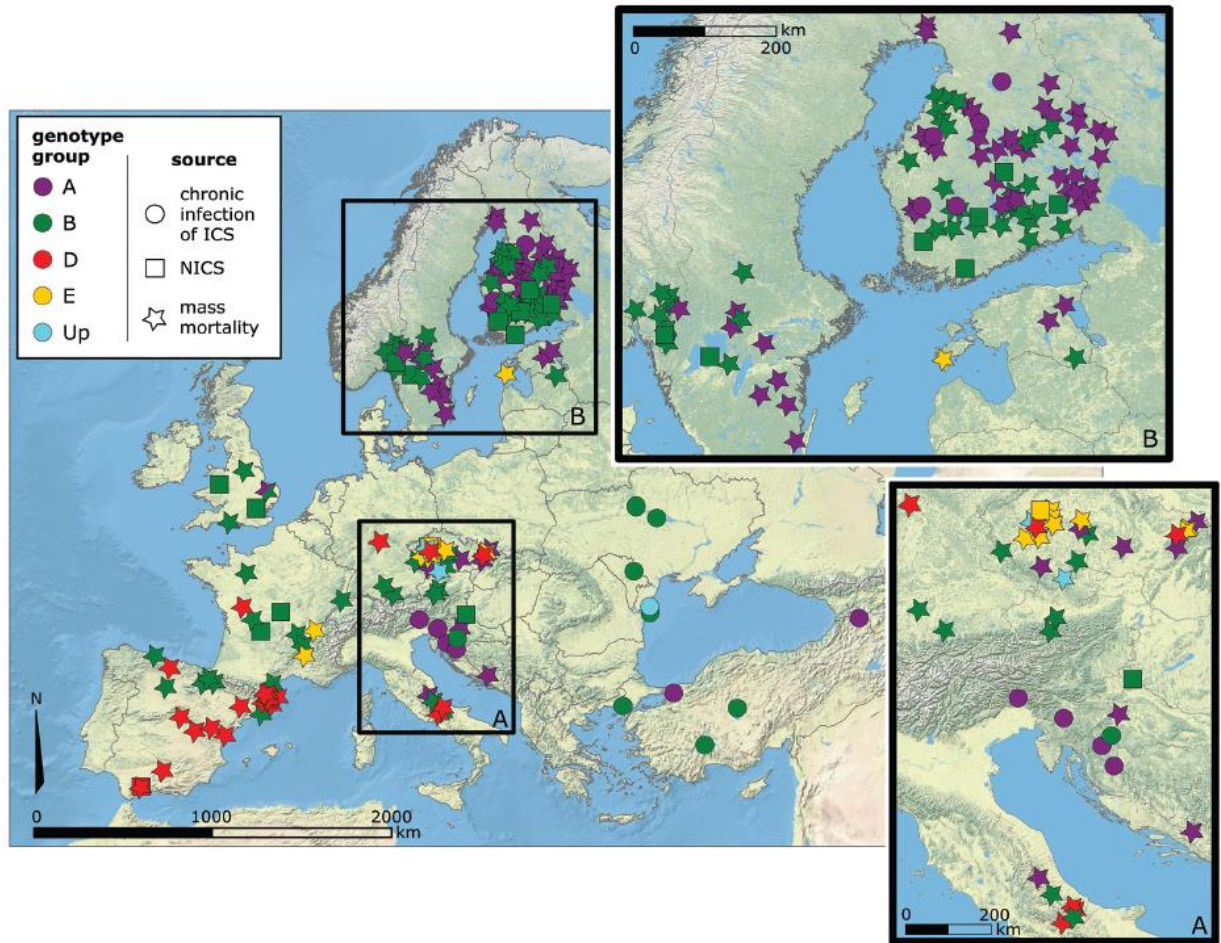 genotype
group
A
B
D
E
Up
source
chronic
infection
of ICS
NICS
mass
mortality
0
200
km
B
B
N
A
0
1000
2000
km
0
200
km
A